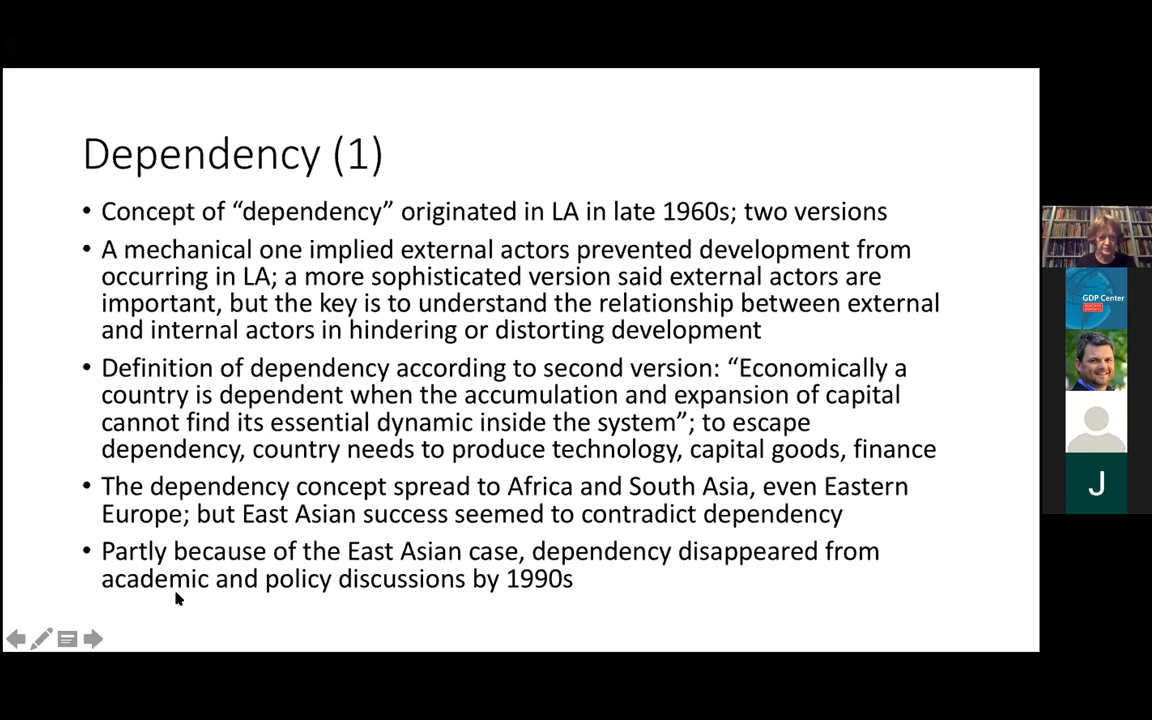 Dependency (1)
• Concept of “dependency” originated in LA in late 1960s; two versions
• A mechanical one implied external actors prevented development from
occurring in LA; a more sophisticated version said external actors are
important, but the key is to understand the relationship between external
and internal actors in hindering or distorting development
• Definition of dependency according to second version: “Economically a
country is dependent when the accumulation and expansion of capital
cannot find its essential dynamic inside the system”; to escape
dependency, country needs to produce technology, capital goods, finance
• The dependency concept spread to Africa and South Asia, even Eastern
Europe; but East Asian success seemed to contradict dependency
• Partly because of the East Asian case, dependency disappeared from
academic and policy discussions by 1990s
GDP Center
J